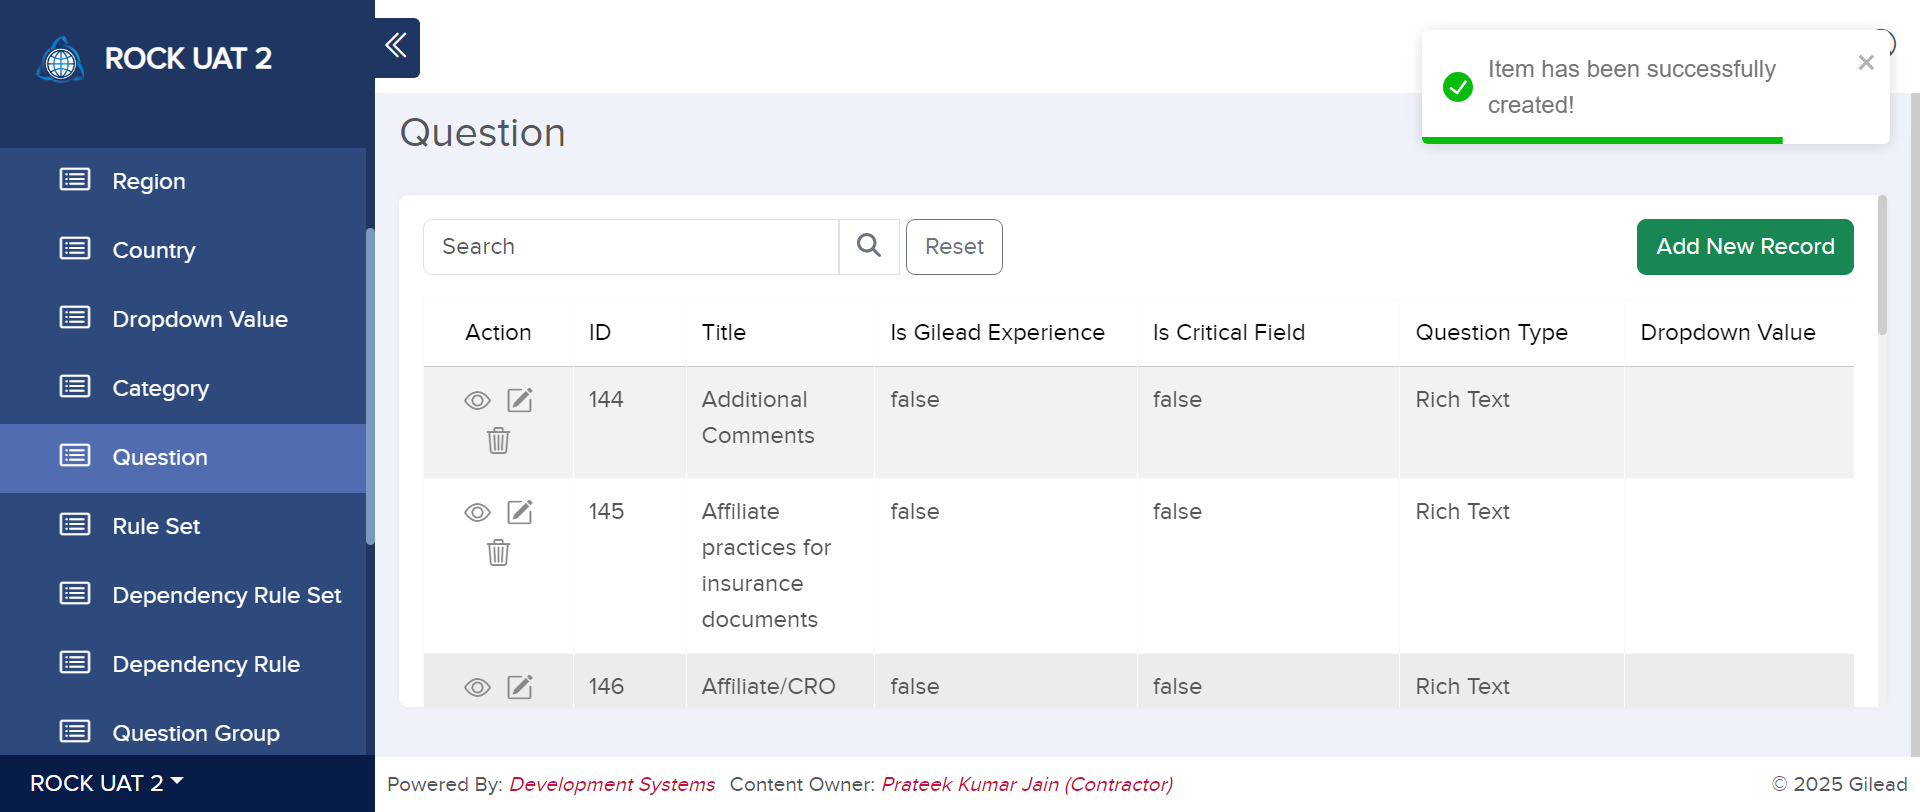 ROCK UAT 2
Region
Country
Dropdown Value
Category
Question
Rule Set
Dependency Rule Set
Dependency Rule
Question Group
ROCK UAT 2
Item has been successfully
created!
Question
Search
Reset
Add New Record
Action ID Title Is Gilead Experience Is Critical Field Question Type Dropdown Value
144 Additional false false Rich Text
Comments
145 Affiliate false false Rich Text
practices for
insurance
documents
146 Affiliate/CRO false false Rich Text
Powered By: Development Systems Content Owner: Prateek Kumar Jain (Contractor)
© 2025 Gilead